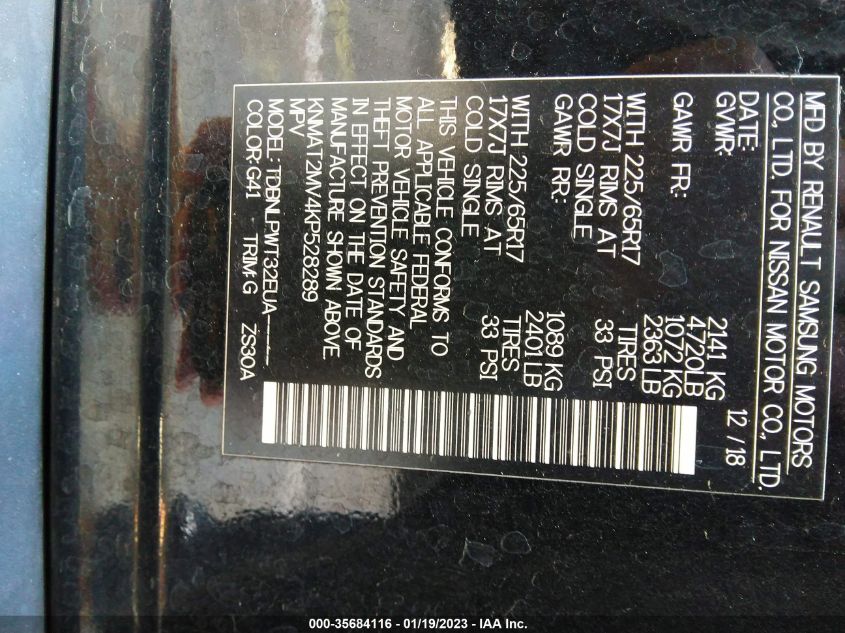 MFD BY RENAULT SAMSUNG MOTORS
CO., LTD. FOR NISSAN MOTOR CO., LTD.
DATE: 12 / 18
GVWR: 2141 KG
4720LB
GAWR FR: 1072 KG
2363 LB
WITH 225/65R17 TIRES
17X7J RIMS AT 33 PSI
COLD SINGLE
GAWR RR: 1089 KG
2401 LB
WITH 225/65R17 TIRES
17X7J RIMS AT 33 PSI
COLD SINGLE
THIS VEHICLE CONFORMS TO
ALL APPLICABLE FEDERAL
MOTOR VEHICLE SAFETY AND
THEFT PREVENTION STANDARDS
IN EFFECT ON THE DATE OF
MANUFACTURE SHOWN ABOVE
KNMAT2MV4KP528289
MPV
MODEL: TDBNLPWT32EUA-----
COLOR:G41 TRIM:G ZS30A
000-35684116 - 01/19/2023 - IAA Inc.